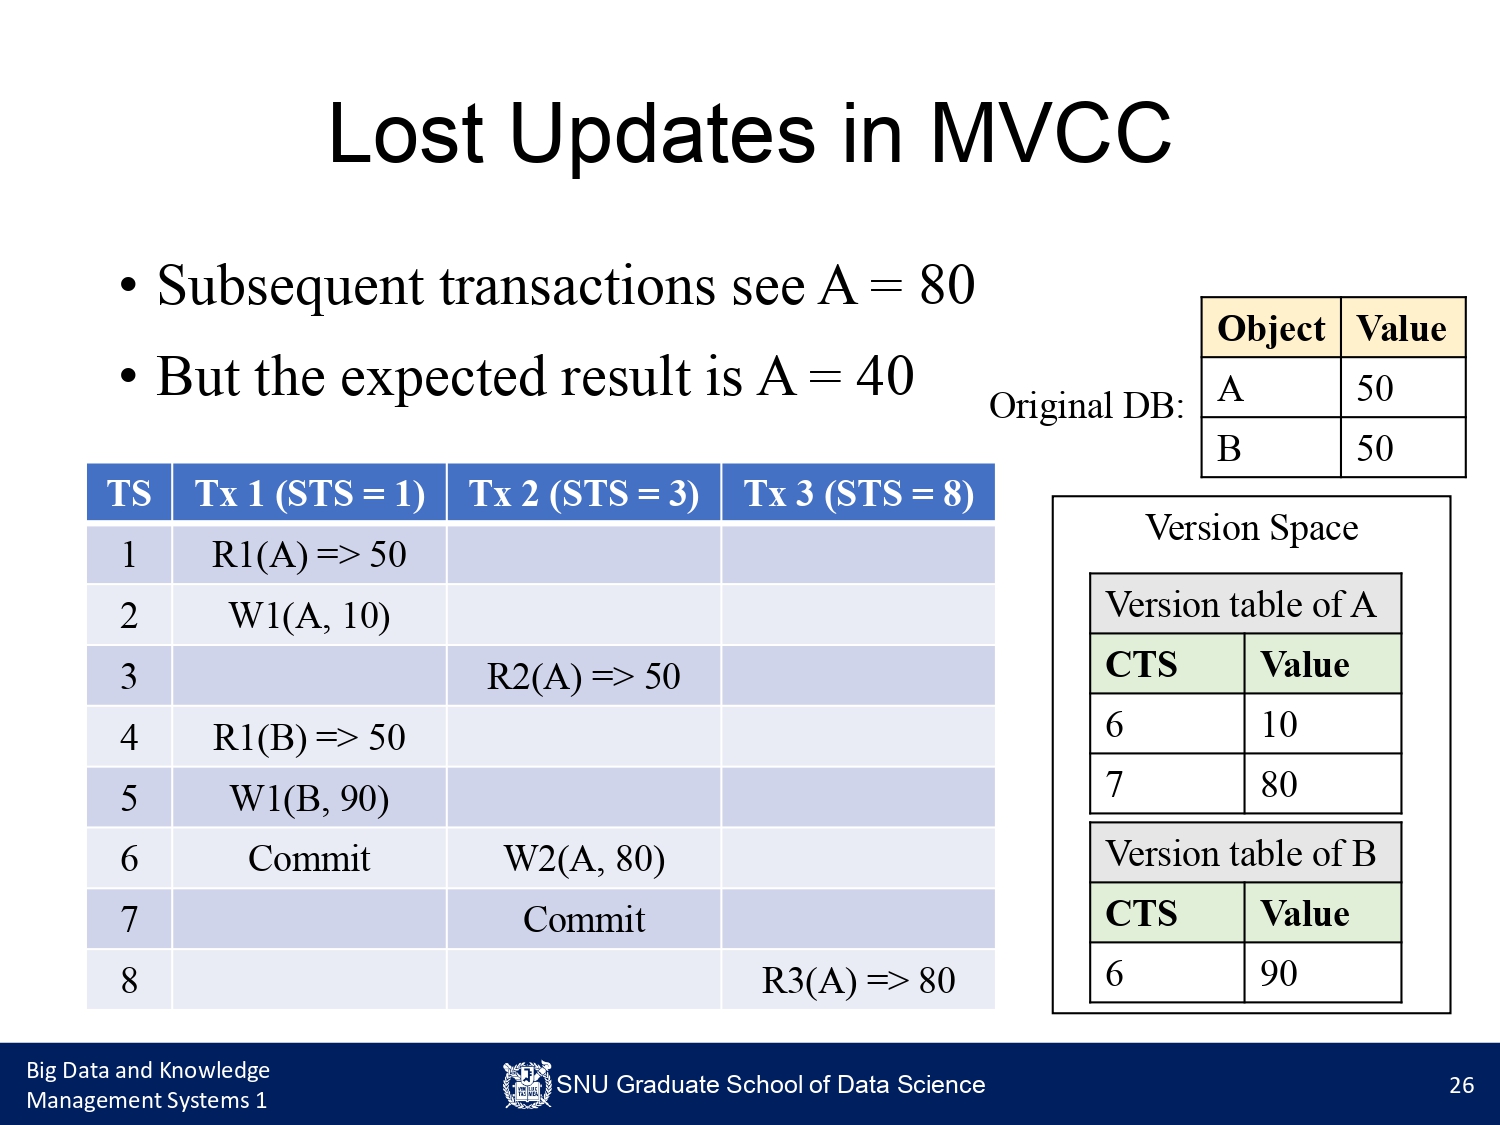 Lost Updates in MVCC
• Subsequent transactions see A = 80
• But the expected result is A = 40
Original DB:
Object Value
A 50
B 50
TS Tx 1 (STS = 1) Tx 2 (STS = 3) Tx 3 (STS = 8)
1 R1(A) => 50
2 W1(A, 10)
3 R2(A) => 50
4 R1(B) => 50
5 W1(B, 90)
6 Commit W2(A, 80)
7 Commit
8 R3(A) => 80
Version Space
Version table of A
CTS Value
6 10
7 80
Version table of B
CTS Value
6 90
Big Data and Knowledge
Management Systems 1
SNU Graduate School of Data Science
26